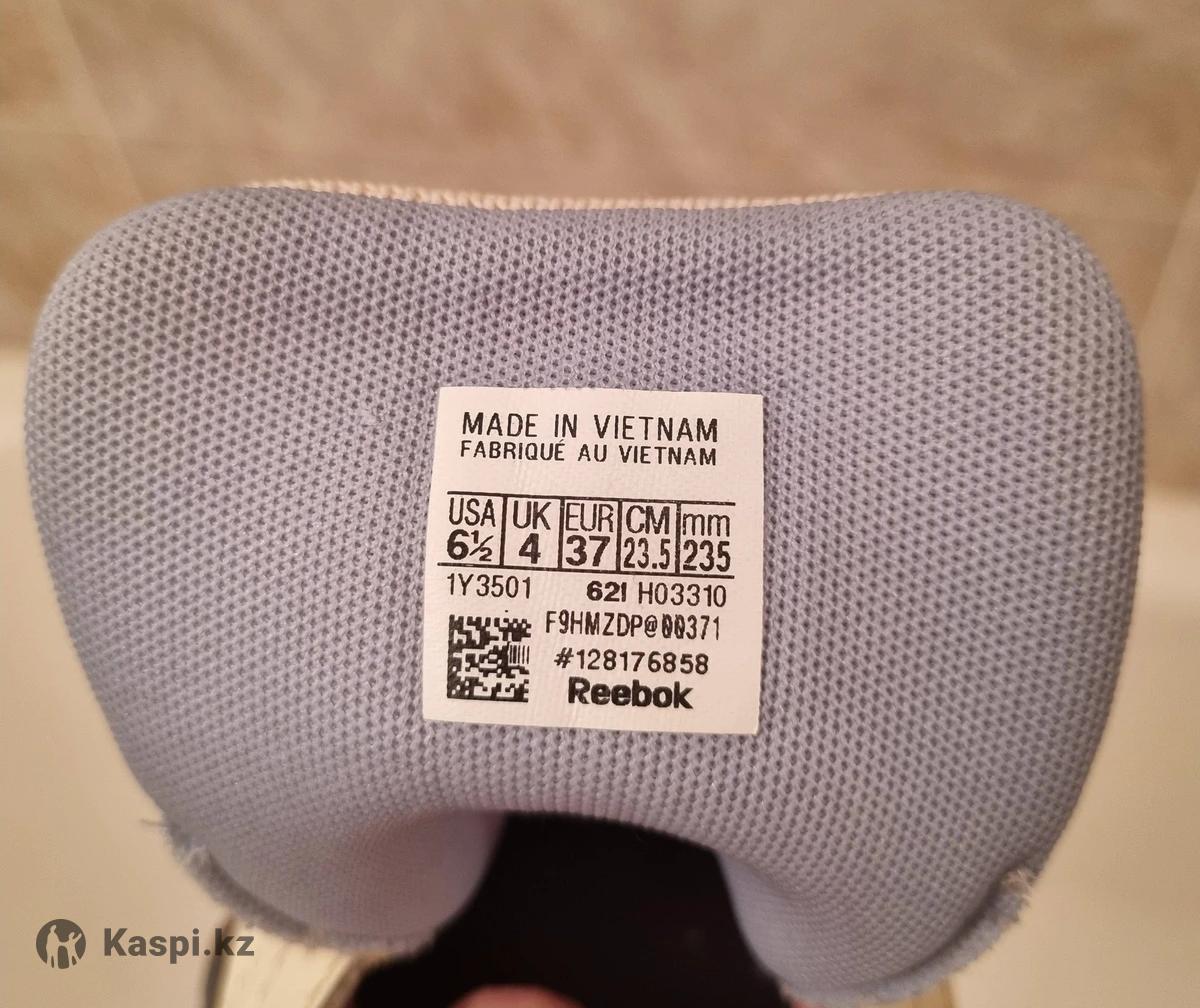 MADE IN VIETNAM
FABRIQUÉ AU VIETNAM
USA UK EUR CM mm
6½ 4 37 23.5 235
1Y3501 621 H03310
F9HMZDP@00371
#128176858
Reebok
Kaspi.kz